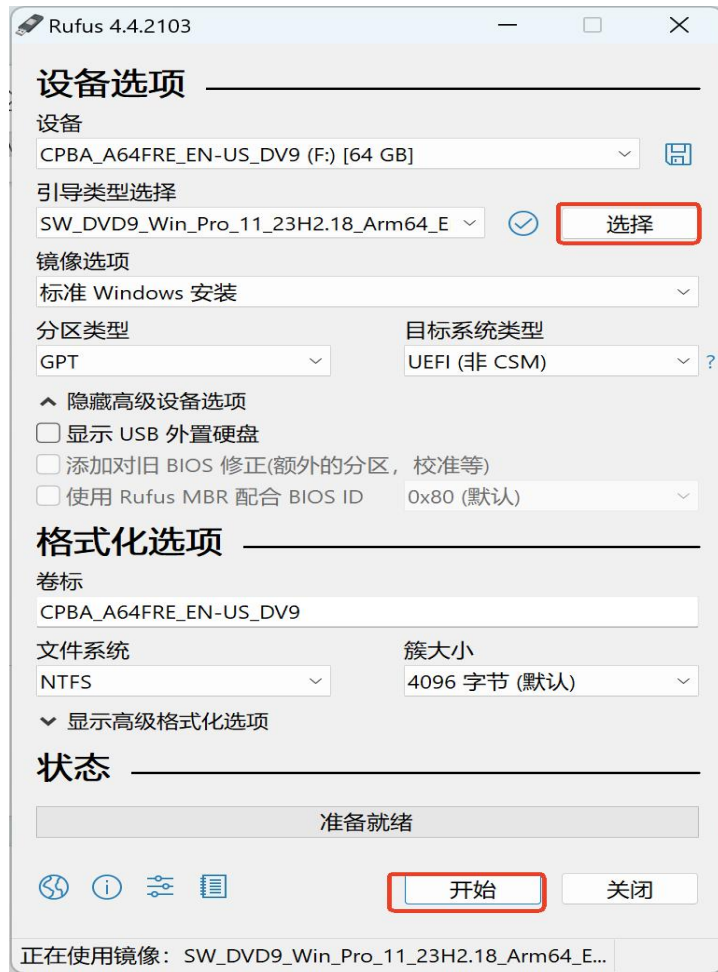 Rufus 4.4.2103
设备选项
设备
CPBA_A64FRE_EN-US_DV9 (F:) [64 GB]
引导类型选择
SW_DVD9_Win_Pro_11_23H2.18_Arm64_E 选择
镜像选项
标准 Windows 安装
分区类型 目标系统类型
GPT UEFI (非 CSM) ?
隐藏高级设备选项
显示 USB 外置硬盘
添加对旧 BIOS 修正(额外的分区，校准等)
使用 Rufus MBR 配合 BIOS ID 0x80 (默认)
格式化选项
卷标
CPBA_A64FRE_EN-US_DV9
文件系统 簇大小
NTFS 4096 字节 (默认)
显示高级格式化选项
状态
准备就绪
开始 关闭
正在使用镜像：SW_DVD9_Win_Pro_11_23H2.18_Arm64_E...